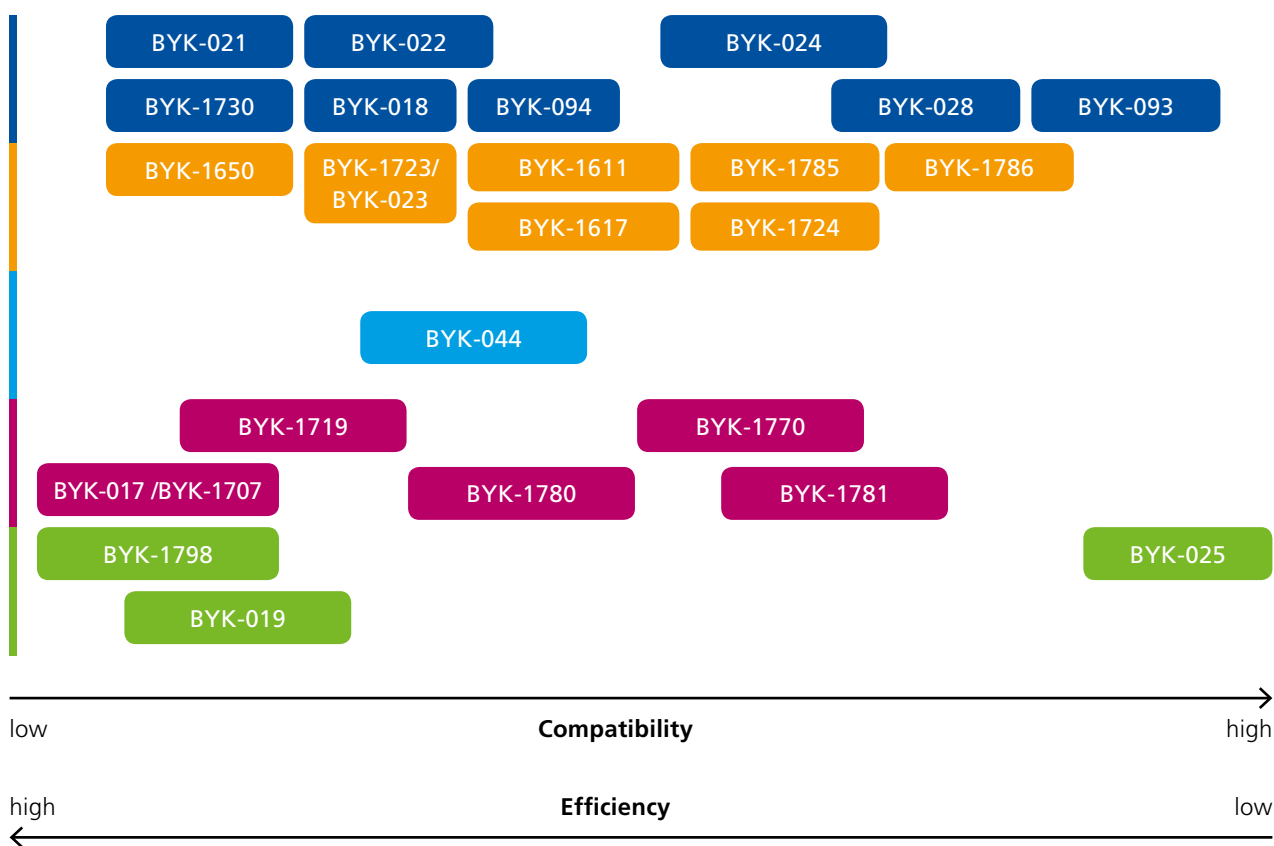 BYK-021 BYK-022 BYK-024
BYK-1730 BYK-018 BYK-094 BYK-028 BYK-093
BYK-1650 BYK-1723/ BYK-1611 BYK-1785 BYK-1786
BYK-023
BYK-1617 BYK-1724
BYK-044
BYK-1719 BYK-1770
BYK-017 /BYK-1707 BYK-1780 BYK-1781
BYK-1798 BYK-025
BYK-019
low Compatibility high
high Efficiency low